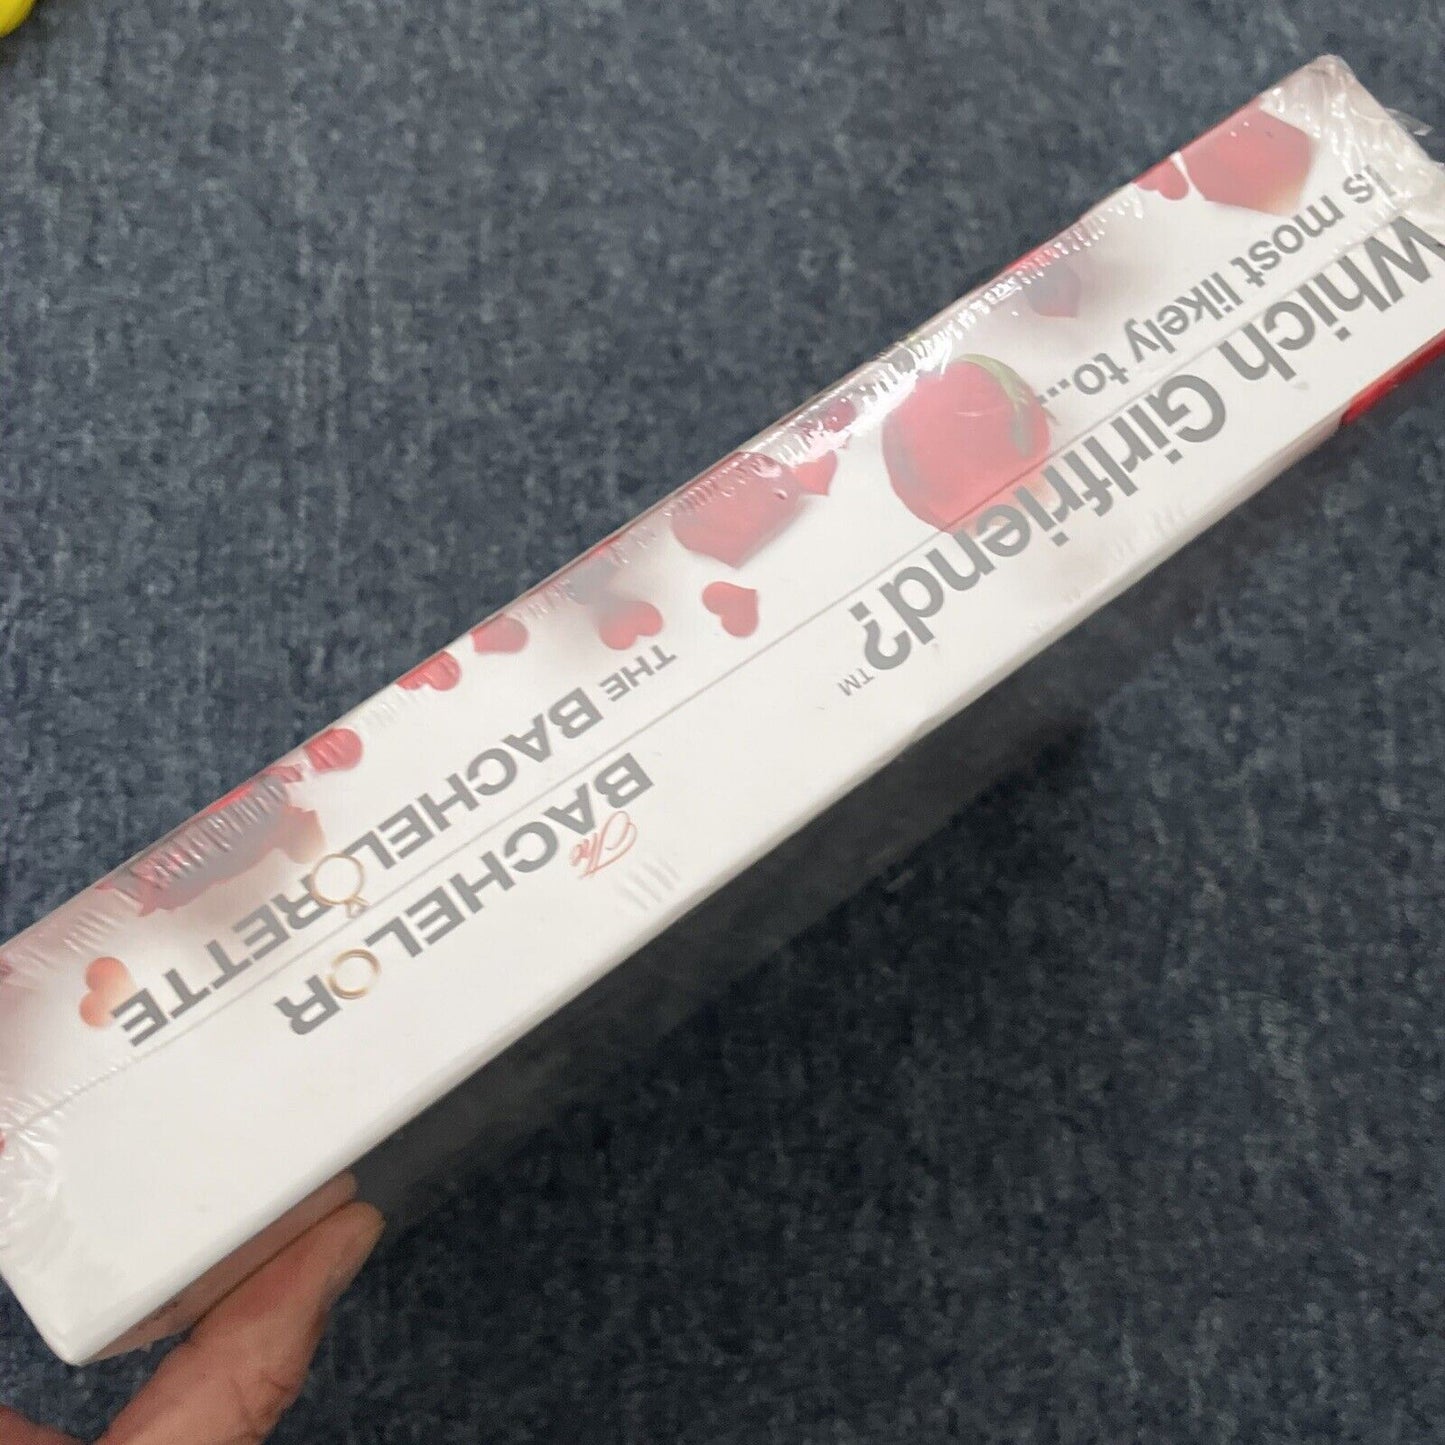 Which Girlfriend?™
Is most likely to...
The
BACHELOR
THE BACHELORETTE